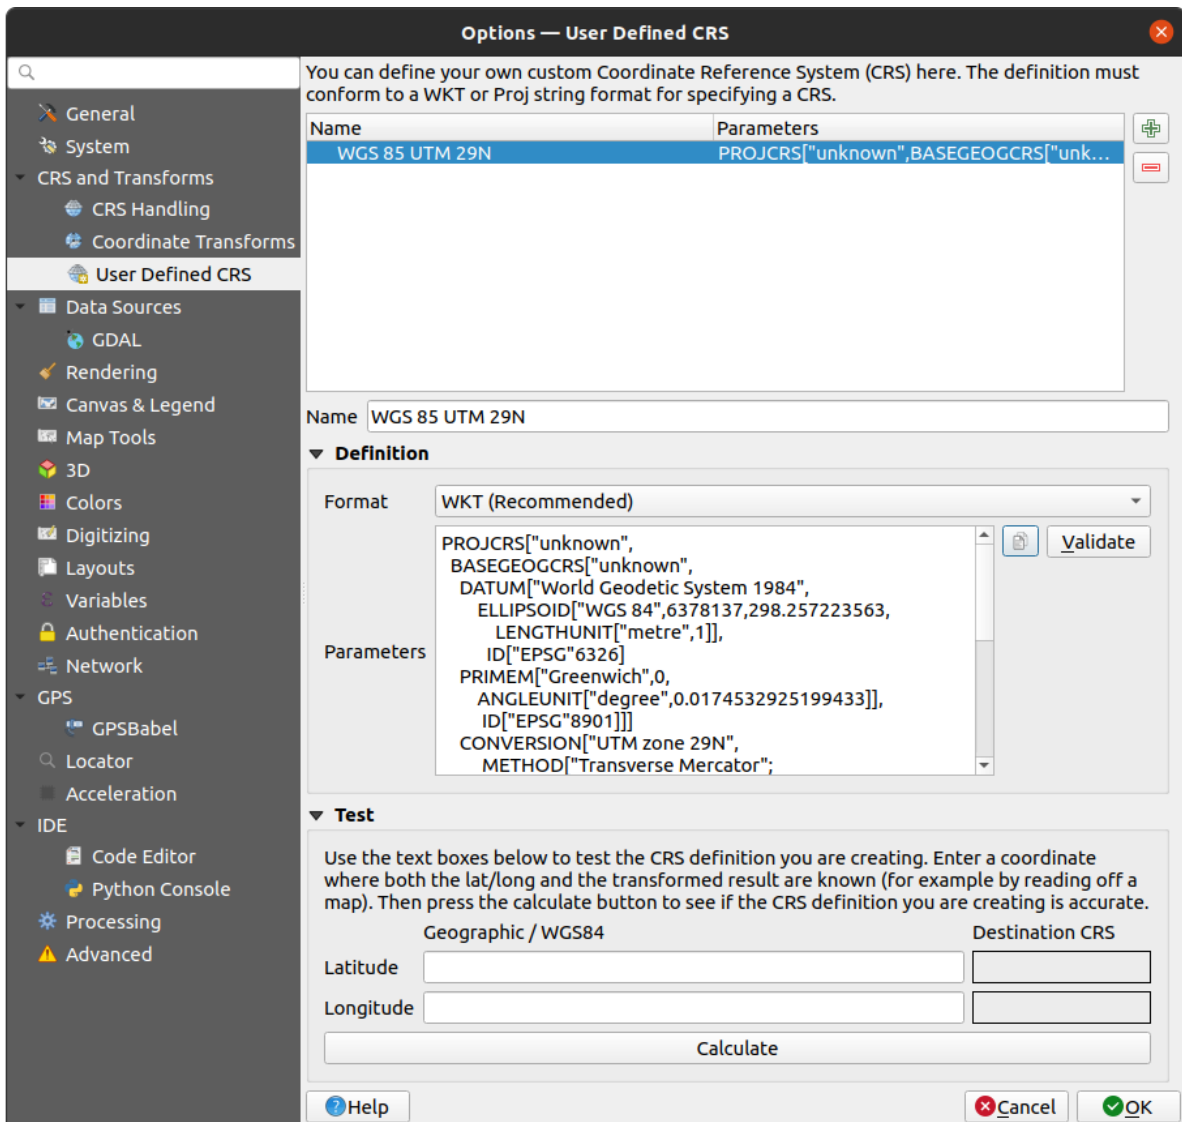 Options — User Defined CRS
General
System
CRS and Transforms
CRS Handling
Coordinate Transforms
User Defined CRS
Data Sources
GDAL
Rendering
Canvas & Legend
Map Tools
3D
Colors
Digitizing
Layouts
Variables
Authentication
Network
GPS
GPSBabel
Locator
Acceleration
IDE
Code Editor
Python Console
Processing
Advanced
You can define your own custom Coordinate Reference System (CRS) here. The definition must
conform to a WKT or Proj string format for specifying a CRS.
Name Parameters
WGS 85 UTM 29N PROJCRS["unknown",BASEGEOGCRS["unk...
Name WGS 85 UTM 29N
Definition
Format WKT (Recommended)
Parameters
PROJCRS["unknown",
BASEGEOGCRS["unknown",
DATUM["World Geodetic System 1984",
ELLIPSOID["WGS 84",6378137,298.257223563,
LENGTHUNIT["metre",1]],
ID["EPSG"6326]
PRIMEM["Greenwich",0,
ANGLEUNIT["degree",0.0174532925199433]],
ID["EPSG"8901]]]
CONVERSION["UTM zone 29N",
METHOD["Transverse Mercator";
Validate
Test
Use the text boxes below to test the CRS definition you are creating. Enter a coordinate
where both the lat/long and the transformed result are known (for example by reading off a
map). Then press the calculate button to see if the CRS definition you are creating is accurate.
Geographic / WGS84 Destination CRS
Latitude
Longitude
Calculate
Help Cancel OK